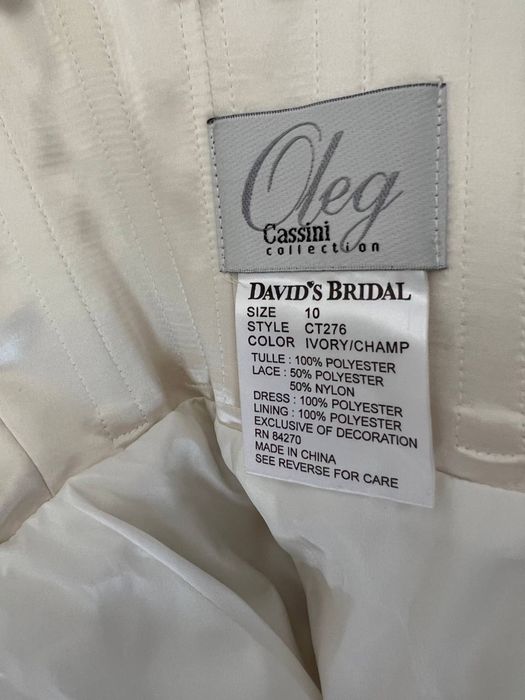 Oleg
Cassini
collection
DAVID'S BRIDAL
SIZE 10
STYLE CT276
COLOR IVORY/CHAMP
TULLE : 100% POLYESTER
LACE : 50% POLYESTER
50% NYLON
DRESS : 100% POLYESTER
LINING : 100% POLYESTER
EXCLUSIVE OF DECORATION
RN 84270
MADE IN CHINA
SEE REVERSE FOR CARE